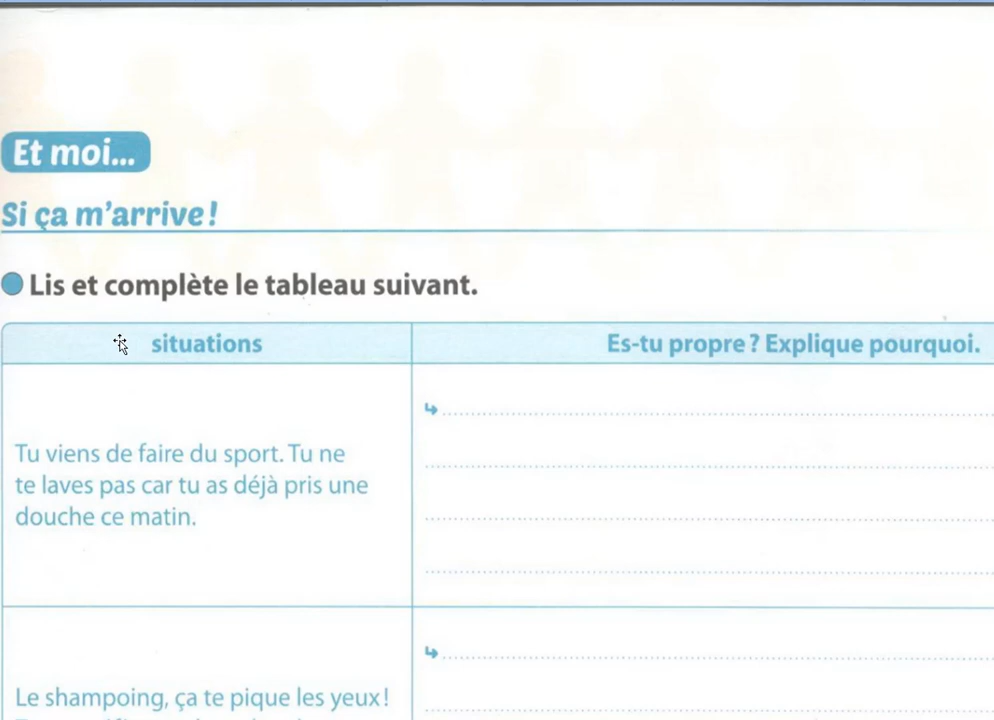 Et moi...
Si ça m'arrive !
Lis et complète le tableau suivant.
situations
Es-tu propre ? Explique pourquoi.
Tu viens de faire du sport. Tu ne
te laves pas car tu as déjà pris une
douche ce matin.
Le shampoing, ça te pique les yeux !